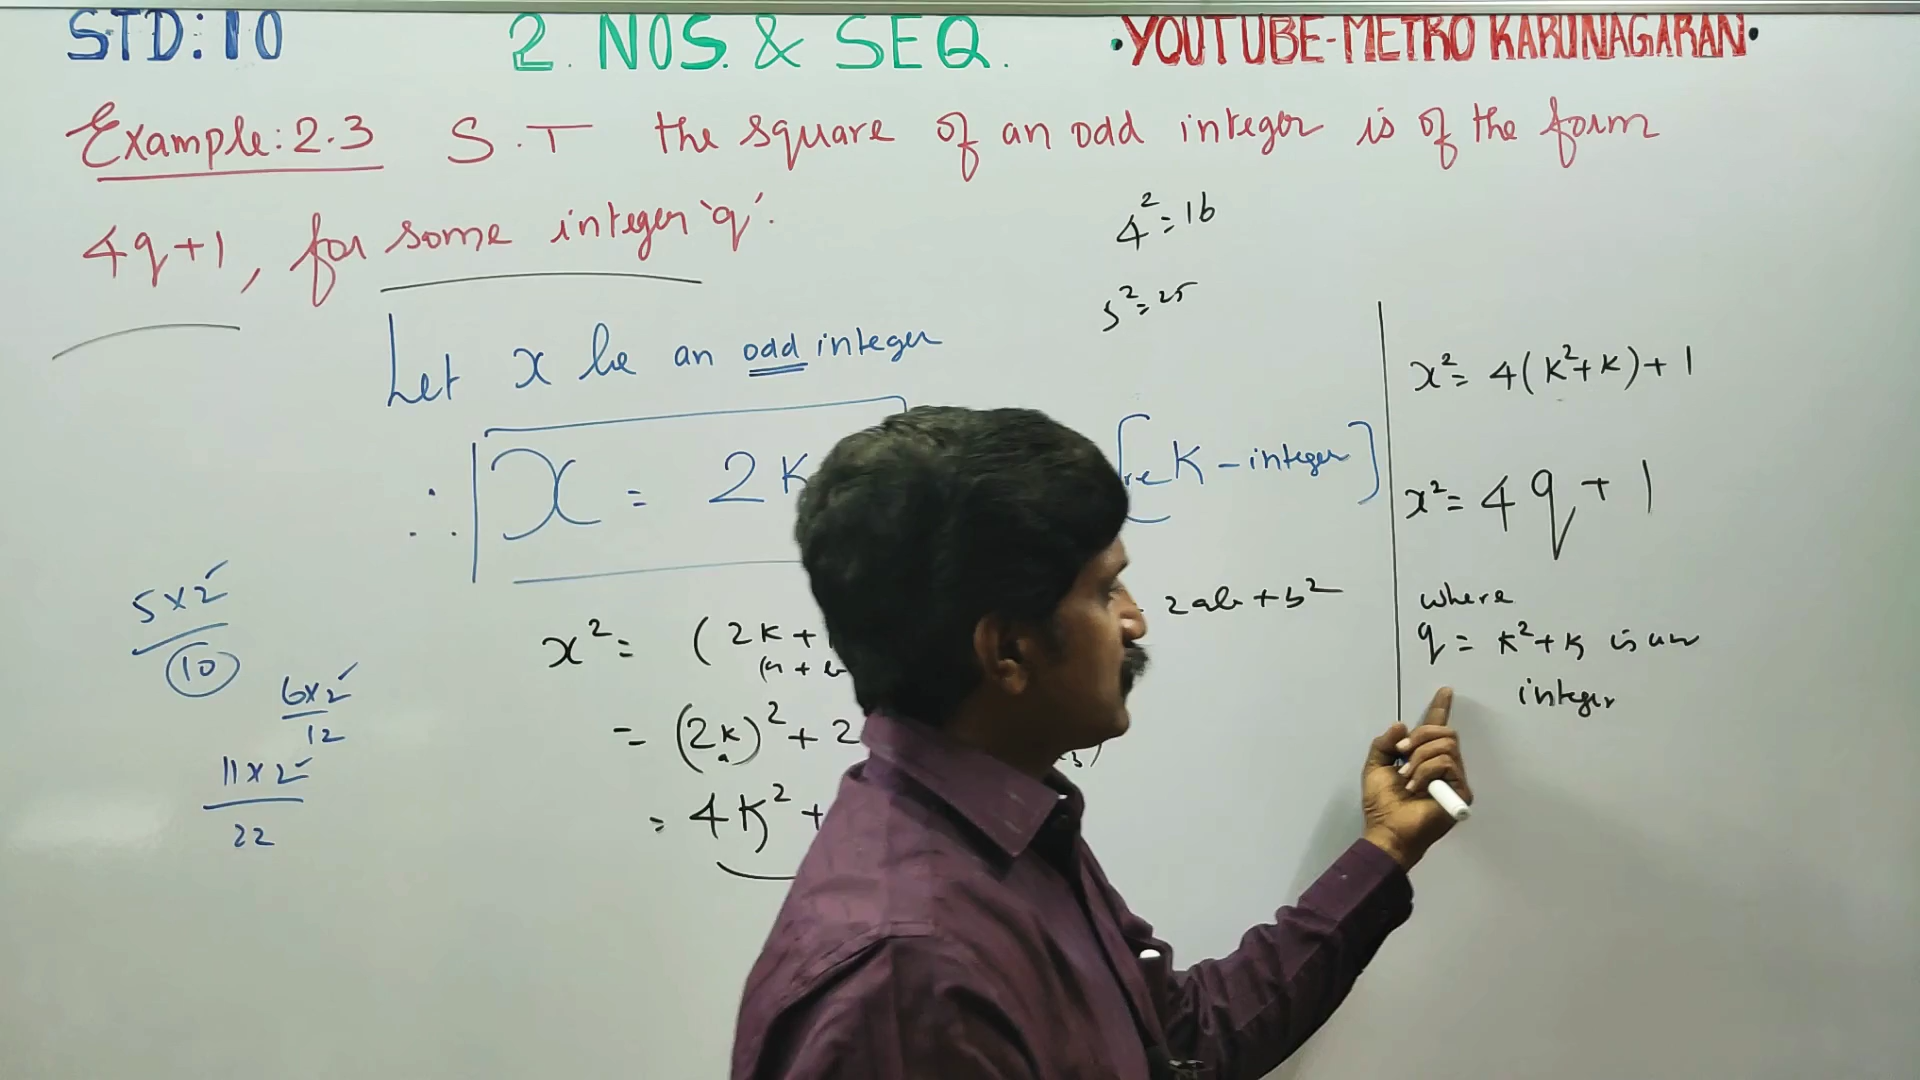 STD: 10 2. NOS. & SEQ. •YOUTUBE-METRO KARUNAGARAN•
Example: 2.3 S.T the square of an odd integer is of the form
4q+1, for some integer 'q'.
4² = 16
5² = 25
Let x be an odd integer
∴ x = 2K [ re K - integer ]
2ab + b²
x² = (2K +
(a + b
= (2K)² + 2
a b)
= 4K² +
5 x 2
10
6 x 2
12
11 x 2
22
x² = 4(K²+K)+1
x² = 4q + 1
where
q = K²+K is an
integer